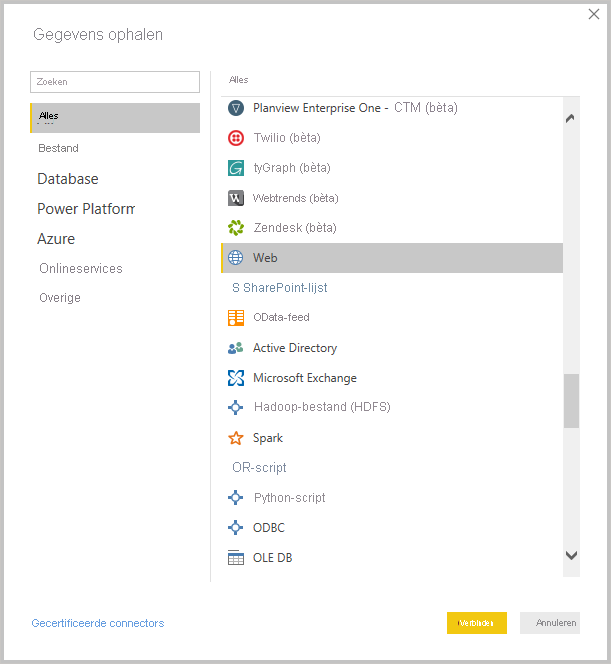 Gegevens ophalen
Zoeken
Alles
Bestand
Database
Power Platform
Azure
Onlineservices
Overige
Alles
Planview Enterprise One - CTM (bèta)
Twilio (bèta)
tyGraph (bèta)
Webtrends (bèta)
Zendesk (bèta)
Web
S SharePoint-lijst
OData-feed
Active Directory
Microsoft Exchange
Hadoop-bestand (HDFS)
Spark
OR-script
Python-script
ODBC
OLE DB
Gecertificeerde connectors
Verbinden
Annuleren